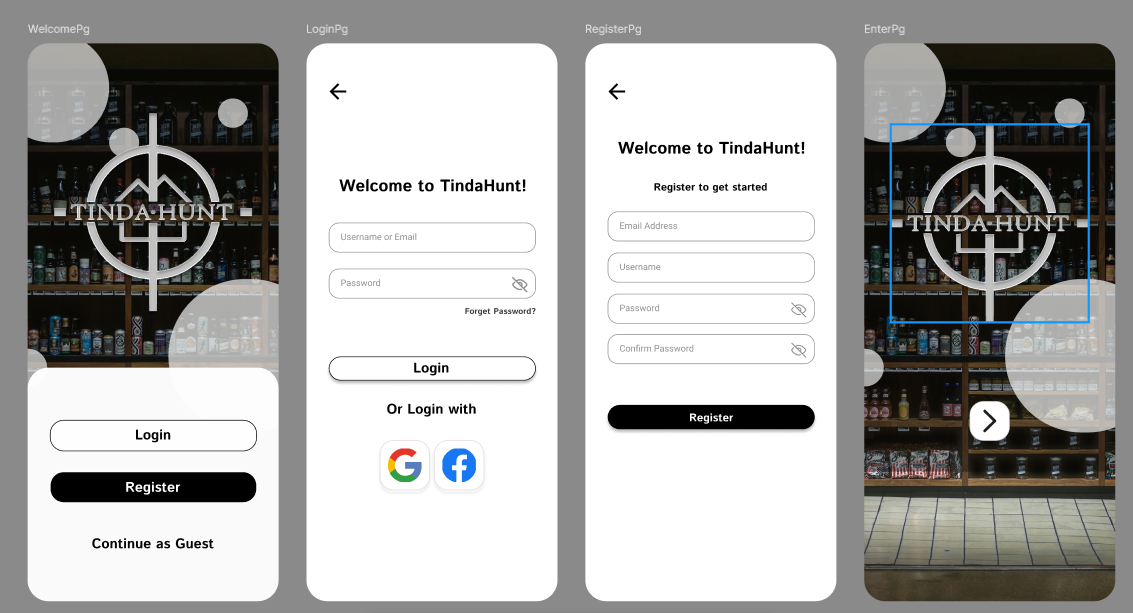 WelcomePg
TINDA·HUNT
Login
Register
Continue as Guest
LoginPg
Welcome to TindaHunt!
Username or Email
Password
Forget Password?
Login
Or Login with
RegisterPg
Welcome to TindaHunt!
Register to get started
Email Address
Username
Password
Confirm Password
Register
EnterPg
TINDA·HUNT